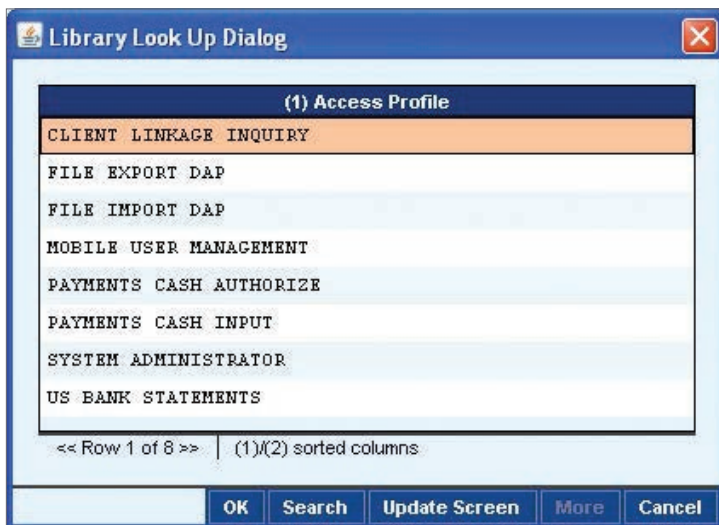 Library Look Up Dialog
(1) Access Profile
CLIENT LINKAGE INQUIRY
FILE EXPORT DAP
FILE IMPORT DAP
MOBILE USER MANAGEMENT
PAYMENTS CASH AUTHORIZE
PAYMENTS CASH INPUT
SYSTEM ADMINISTRATOR
US BANK STATEMENTS
<< Row 1 of 8 >> | (1)/(2) sorted columns
OK Search Update Screen More Cancel